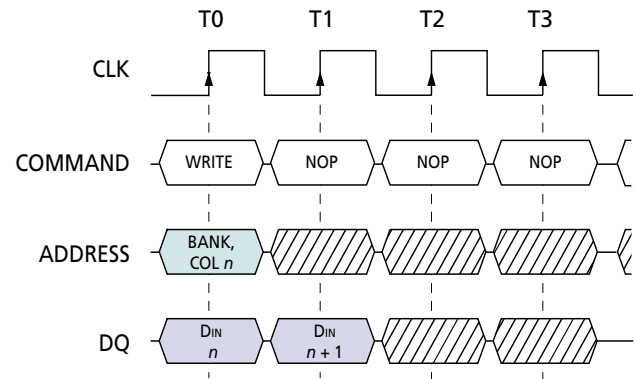 T0 T1 T2 T3
CLK
COMMAND WRITE NOP NOP NOP
ADDRESS BANK,
COL n
DQ DIN DIN
n n + 1